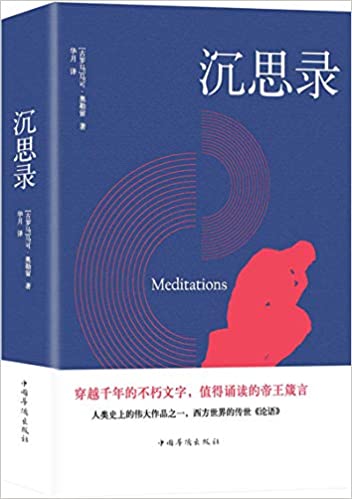 沉思录
[古罗马]马可·奥勒留 著
华月 译
Meditations
穿越千年的不朽文字，值得诵读的帝王箴言
人类史上的伟大作品之一，西方世界的传世《论语》
中国华侨出版社
沉思录
[古罗马]马可·奥勒留 著
华月 译
中国华侨出版社